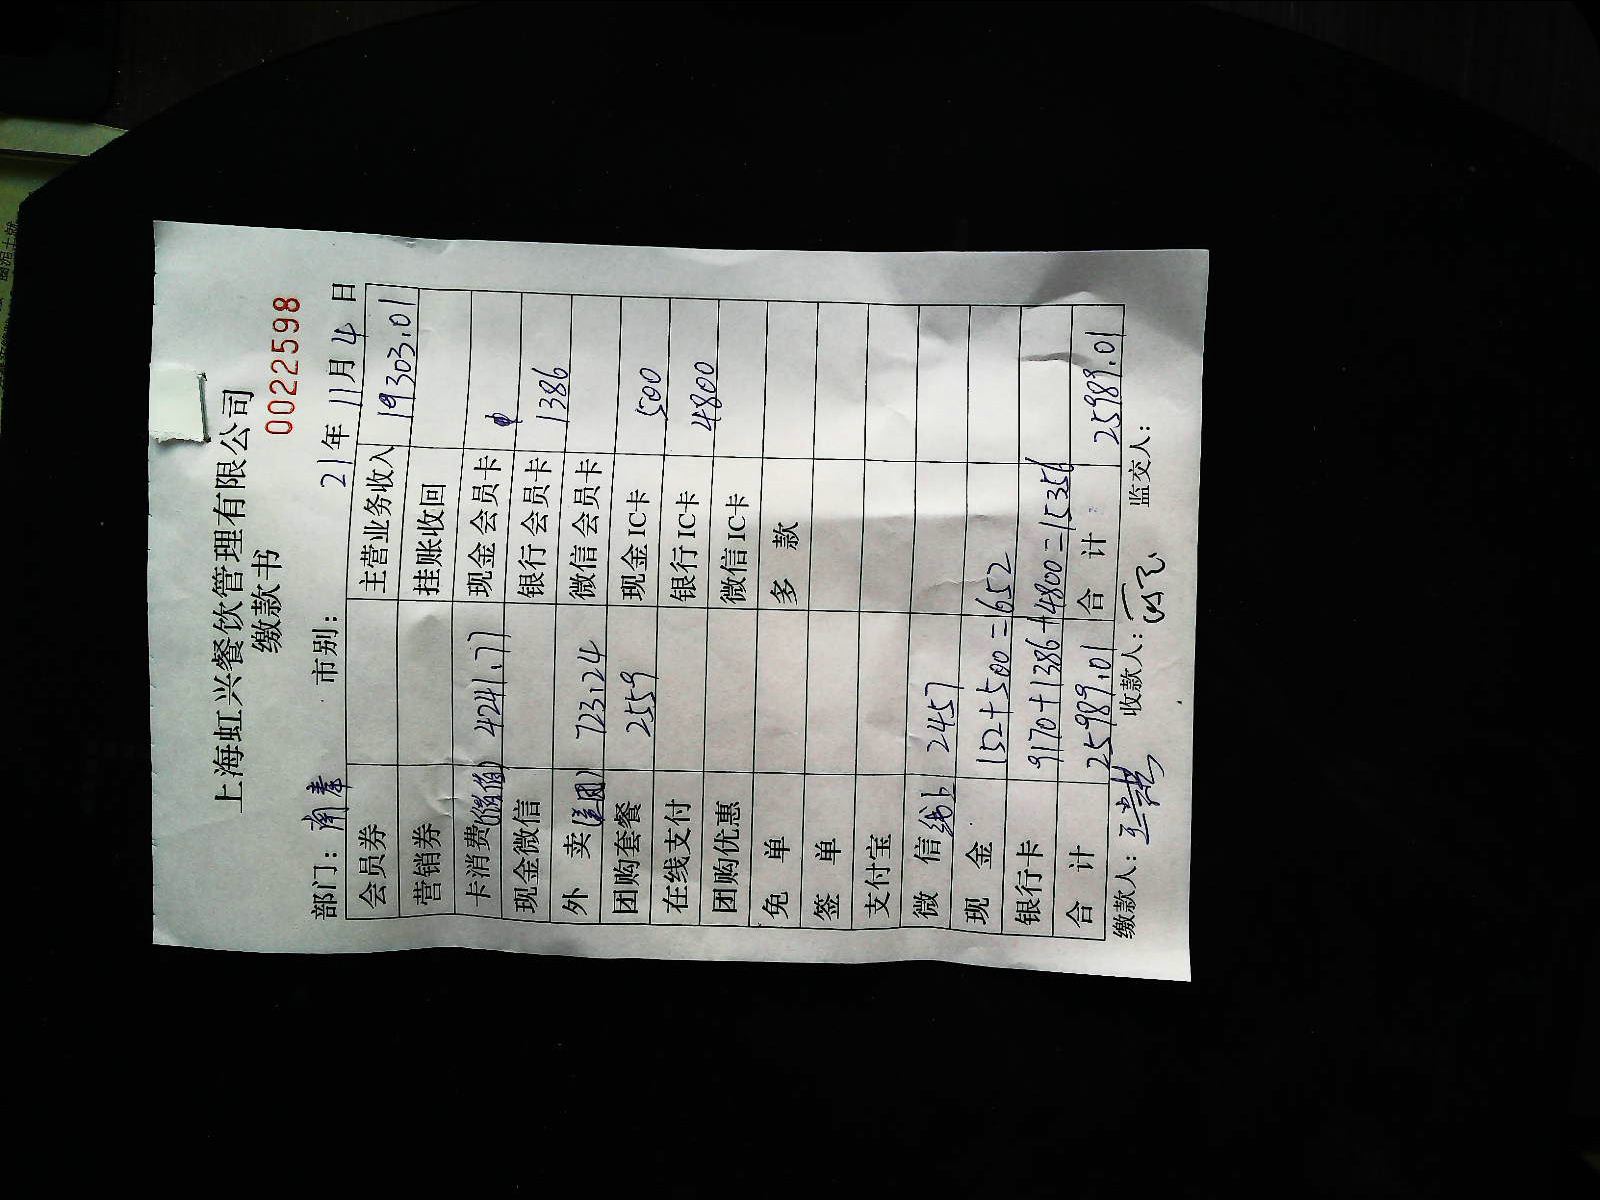 上海虹兴餐饮管理有限公司
缴款书
0022598
部门： 南奉 市别： 21年 11月 4日
会员券 主营业务收入 19303.01
营销券 挂账收回
卡消费(储值) 4241.77 现金会员卡 φ
现金微信 银行会员卡 1386
外 卖 723.24 微信会员卡
团购套餐 2559 现金IC卡 500
在线支付 银行IC卡 4800
团购优惠 微信IC卡
免 单 多 款
签 单
支付宝
微 信 线上 2457
现 金 152+500=652
银行卡 9170+1386+4800=15356
合 计 25989.01 合 计 25989.01
缴款人： 收款人： 监交人：